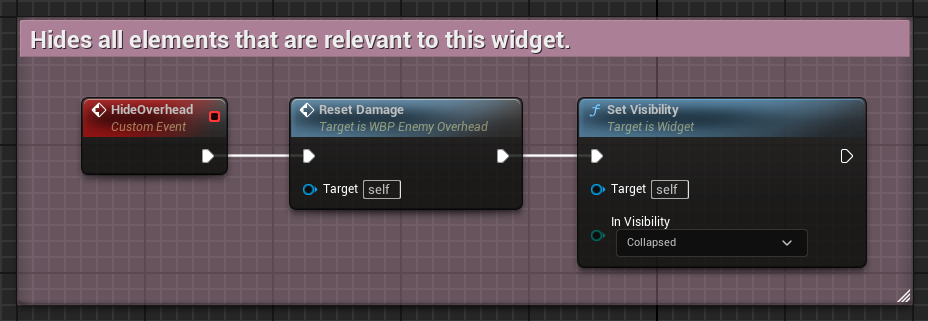 Hides all elements that are relevant to this widget.
HideOverhead
Custom Event
Reset Damage
Target is WBP Enemy Overhead
Target self
f Set Visibility
Target is Widget
Target self
In Visibility
Collapsed